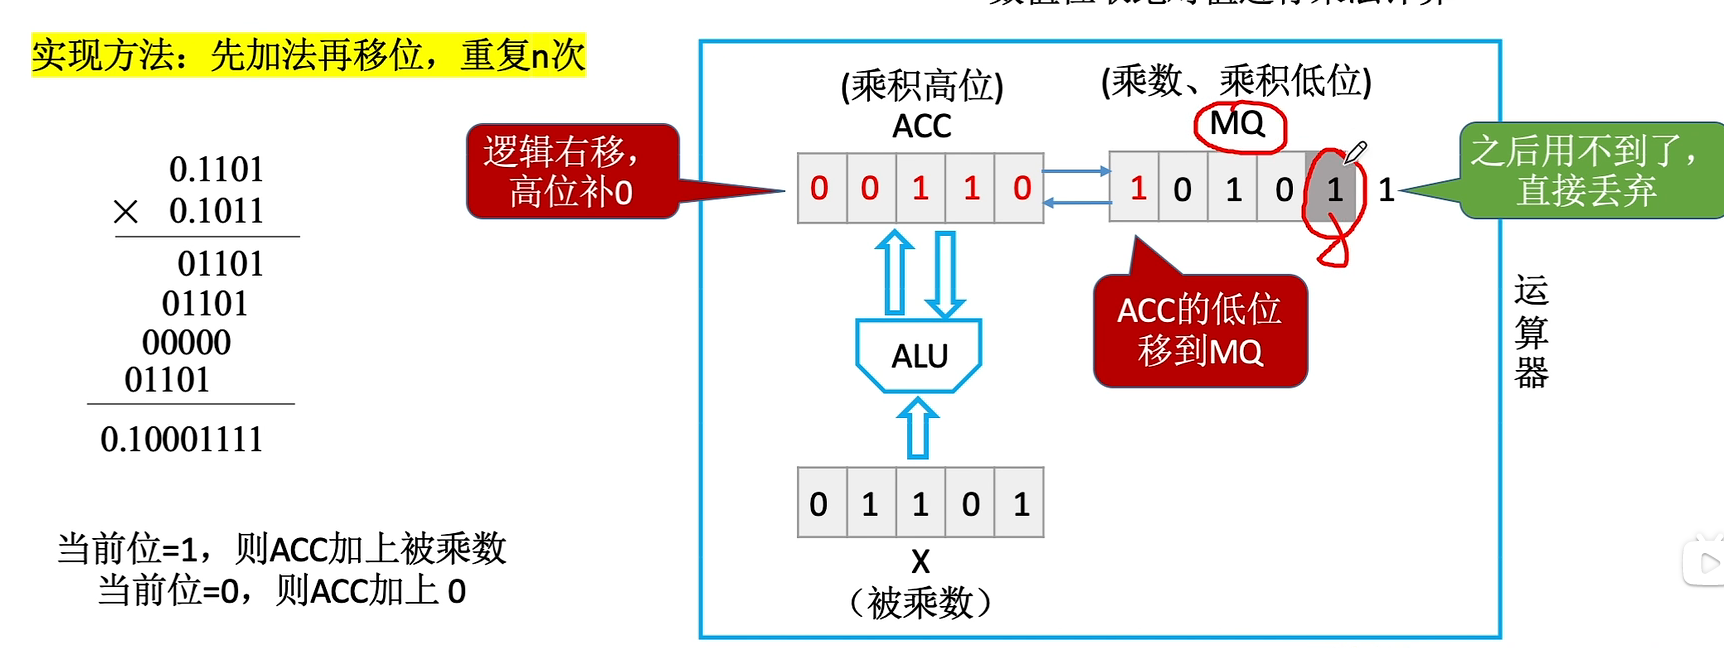 实现方法：先加法再移位，重复n次
0.1101
× 0.1011
01101
01101
00000
01101
0.10001111
当前位=1，则ACC加上被乘数
当前位=0，则ACC加上 0
逻辑右移，
高位补0
(乘积高位)
ACC
0 0 1 1 0
(乘数、乘积低位)
MQ
1 0 1 0 1 1
之后用不到了，
直接丢弃
ACC的低位
移到MQ
ALU
0 1 1 0 1
X
（被乘数）
运
算
器